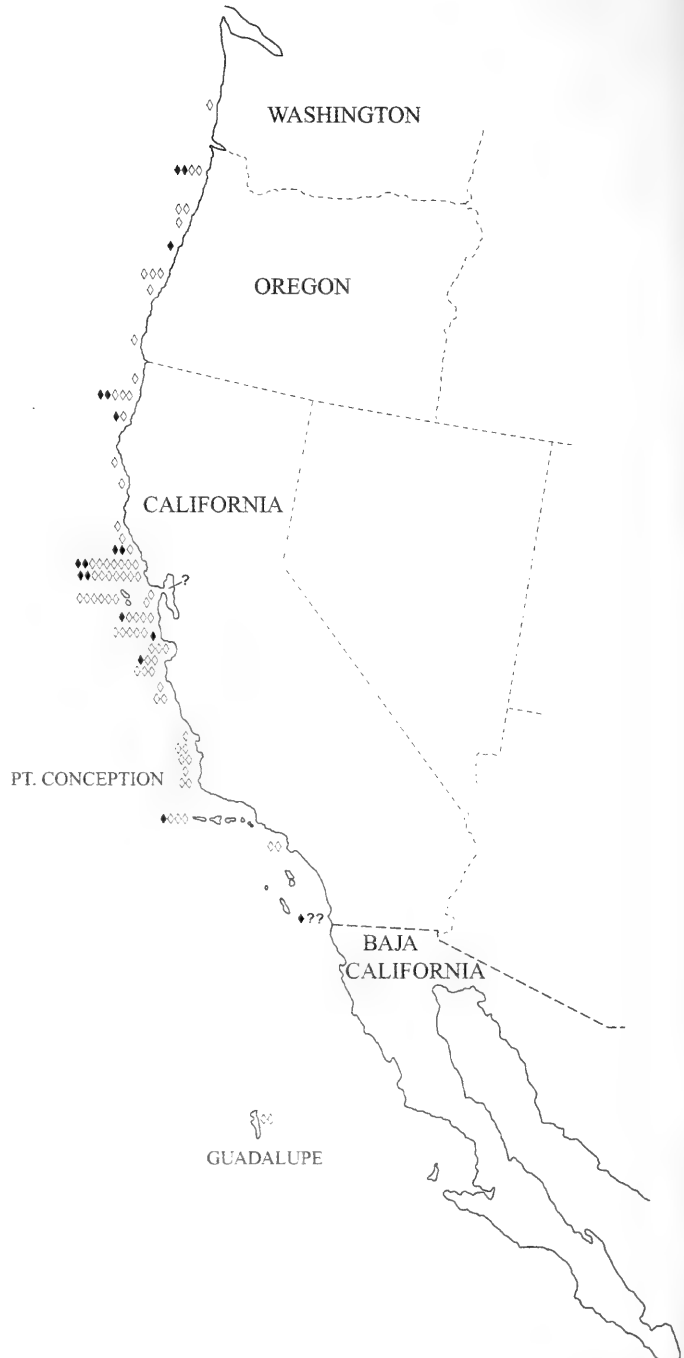 WASHINGTON
OREGON
CALIFORNIA
?
PT. CONCEPTION
??
BAJA
CALIFORNIA
GUADALUPE